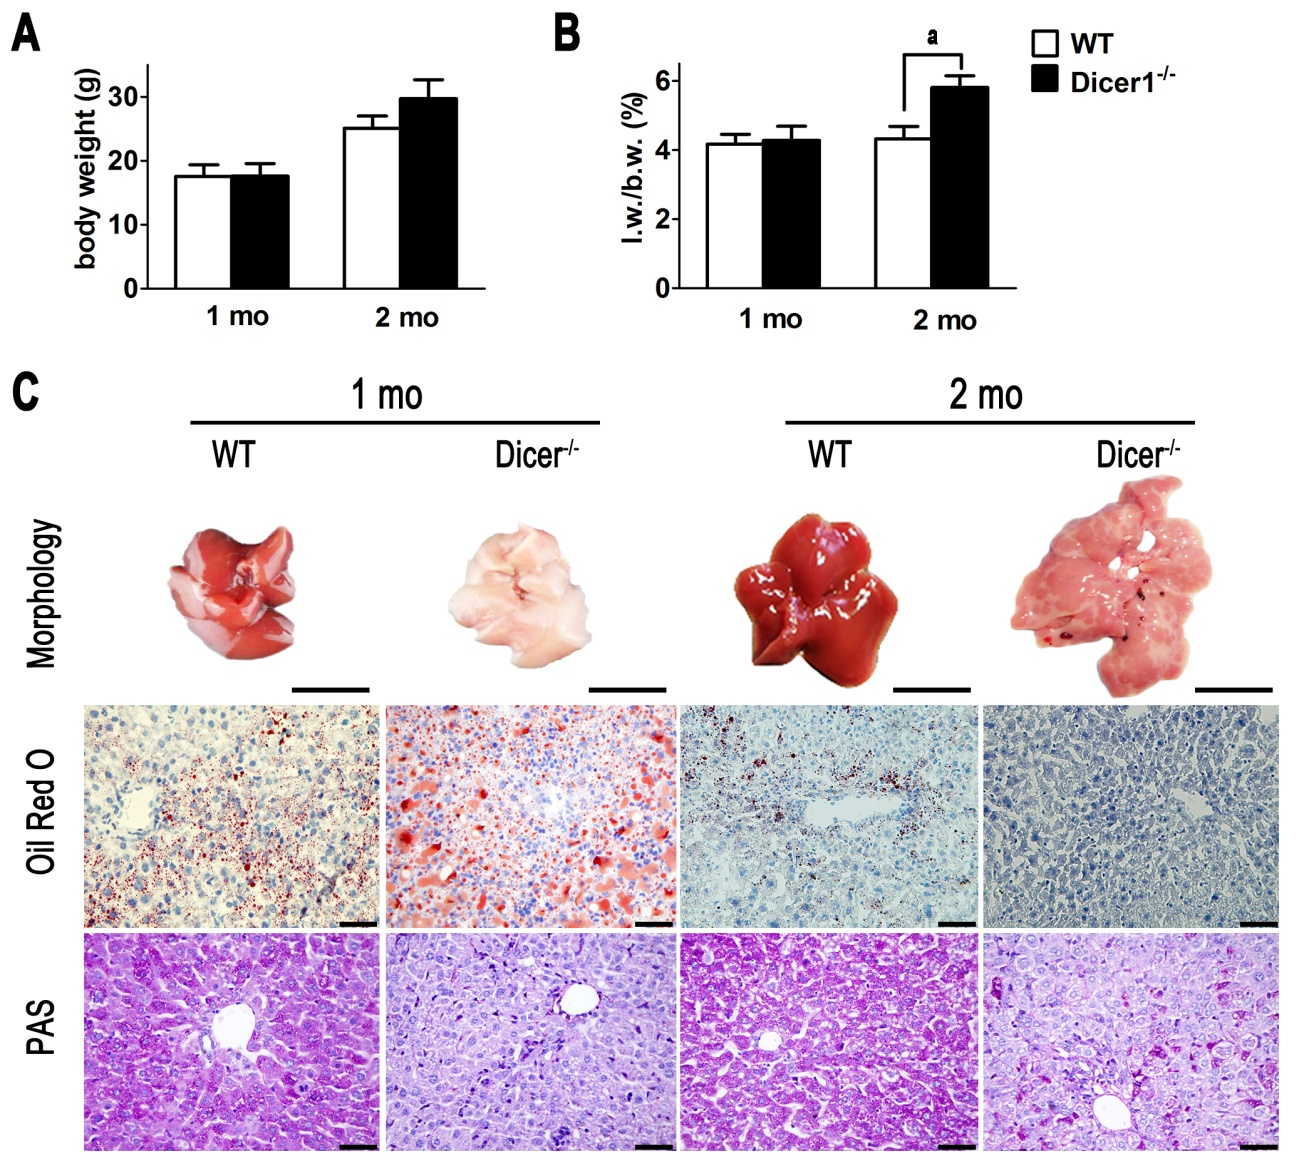 A
body weight (g)
30
20
10
0
1 mo
2 mo
B
l.w./b.w. (%)
6
4
2
0
a
1 mo
2 mo
WT
Dicer1-/-
C
1 mo
2 mo
WT
Dicer-/-
WT
Dicer-/-
Morphology
Oil Red O
PAS